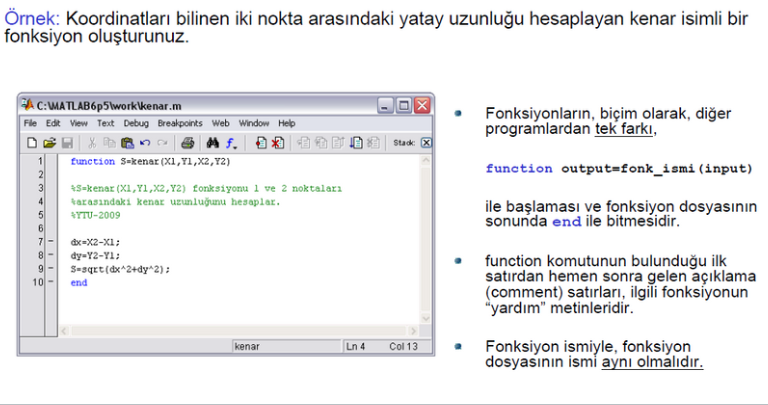 Örnek: Koordinatları bilinen iki nokta arasındaki yatay uzunluğu hesaplayan kenar isimli bir
fonksiyon oluşturunuz.
C:\MATLAB6p5\work\kenar.m
File Edit View Text Debug Breakpoints Web Window Help
Stack:
1 function S=kenar(X1,Y1,X2,Y2)
2
3 %S=kenar(X1,Y1,X2,Y2) fonksiyonu 1 ve 2 noktaları
4 %arasındaki kenar uzunluğunu hesaplar.
5 %YTU-2009
6
7 - dx=X2-X1;
8 - dy=Y2-Y1;
9 - S=sqrt(dx^2+dy^2);
10 - end
kenar Ln 4 Col 13
• Fonksiyonların, biçim olarak, diğer
programlardan tek farkı,
function output=fonk_ismi(input)
ile başlaması ve fonksiyon dosyasının
sonunda end ile bitmesidir.
• function komutunun bulunduğu ilk
satırdan hemen sonra gelen açıklama
(comment) satırları, ilgili fonksiyonun
“yardım” metinleridir.
• Fonksiyon ismiyle, fonksiyon
dosyasının ismi aynı olmalıdır.